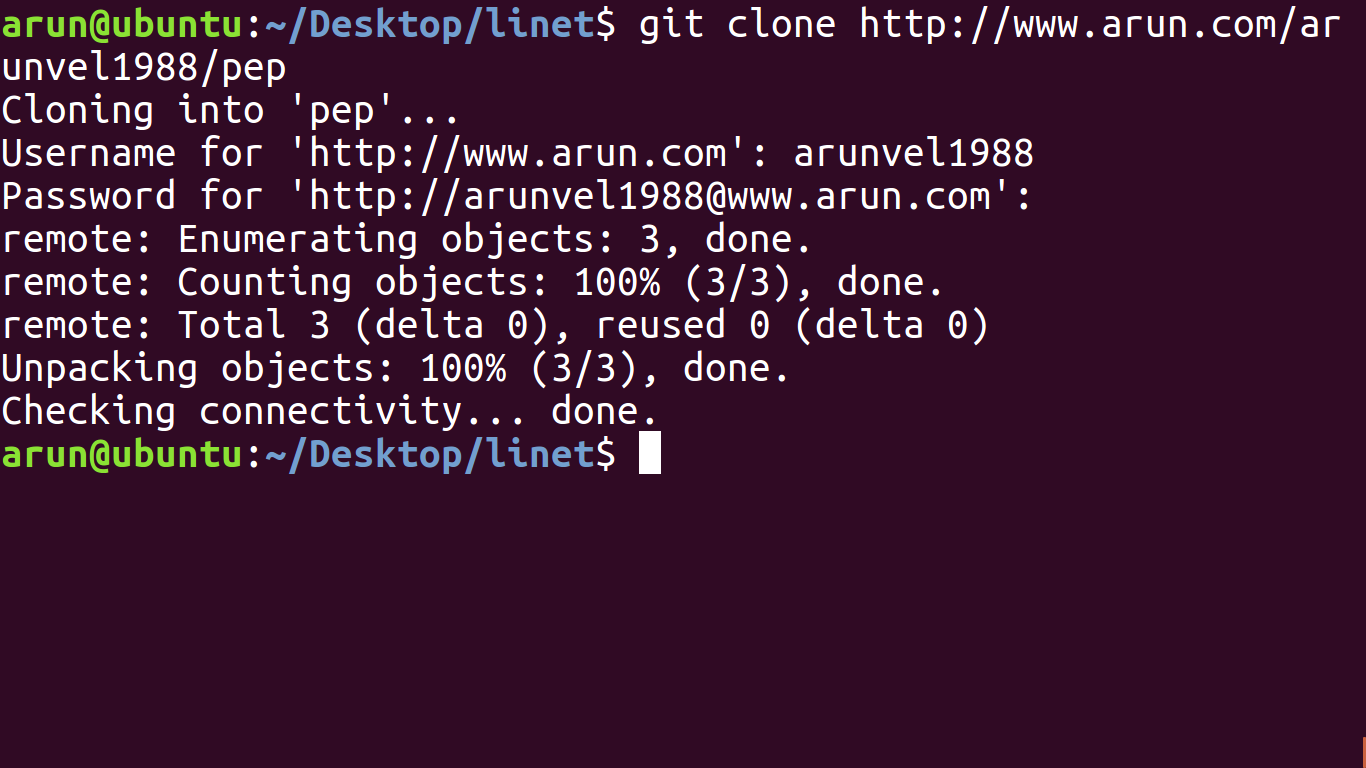 arun@ubuntu:~/Desktop/linet$ git clone http://www.arun.com/ar
unvel1988/pep
Cloning into 'pep'...
Username for 'http://www.arun.com': arunvel1988
Password for 'http://arunvel1988@www.arun.com':
remote: Enumerating objects: 3, done.
remote: Counting objects: 100% (3/3), done.
remote: Total 3 (delta 0), reused 0 (delta 0)
Unpacking objects: 100% (3/3), done.
Checking connectivity... done.
arun@ubuntu:~/Desktop/linet$